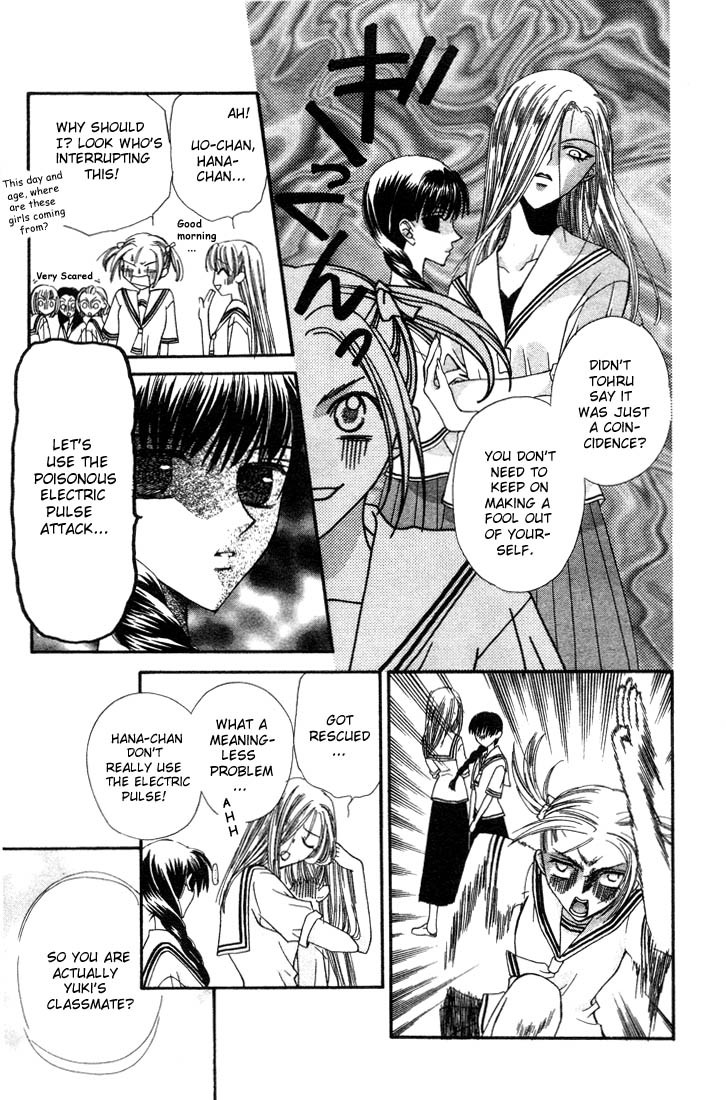 ギ
っ
く
ん
っ
DIDN'T
TOHRU
SAY IT
WAS JUST
A COIN-
CIDENCE?
YOU DON'T
NEED TO
KEEP ON
MAKING A
FOOL OUT
OF YOUR-
SELF.
AH!
UO-CHAN,
HANA-
CHAN...
Good
morning
...
WHY SHOULD
I? LOOK WHO'S
INTERRUPTING
THIS!
This day and
age, where
are these
girls coming
from?
Very Scared
LET'S
USE THE
POISONOUS
ELECTRIC
PULSE
ATTACK...
GOT
RESCUED
...
WHAT A
MEANING-
LESS
PROBLEM
...
AHH
HANA-CHAN
DON'T
REALLY USE
THE ELECTRIC
PULSE!
...
SO YOU ARE
ACTUALLY
YUKI'S
CLASSMATE?